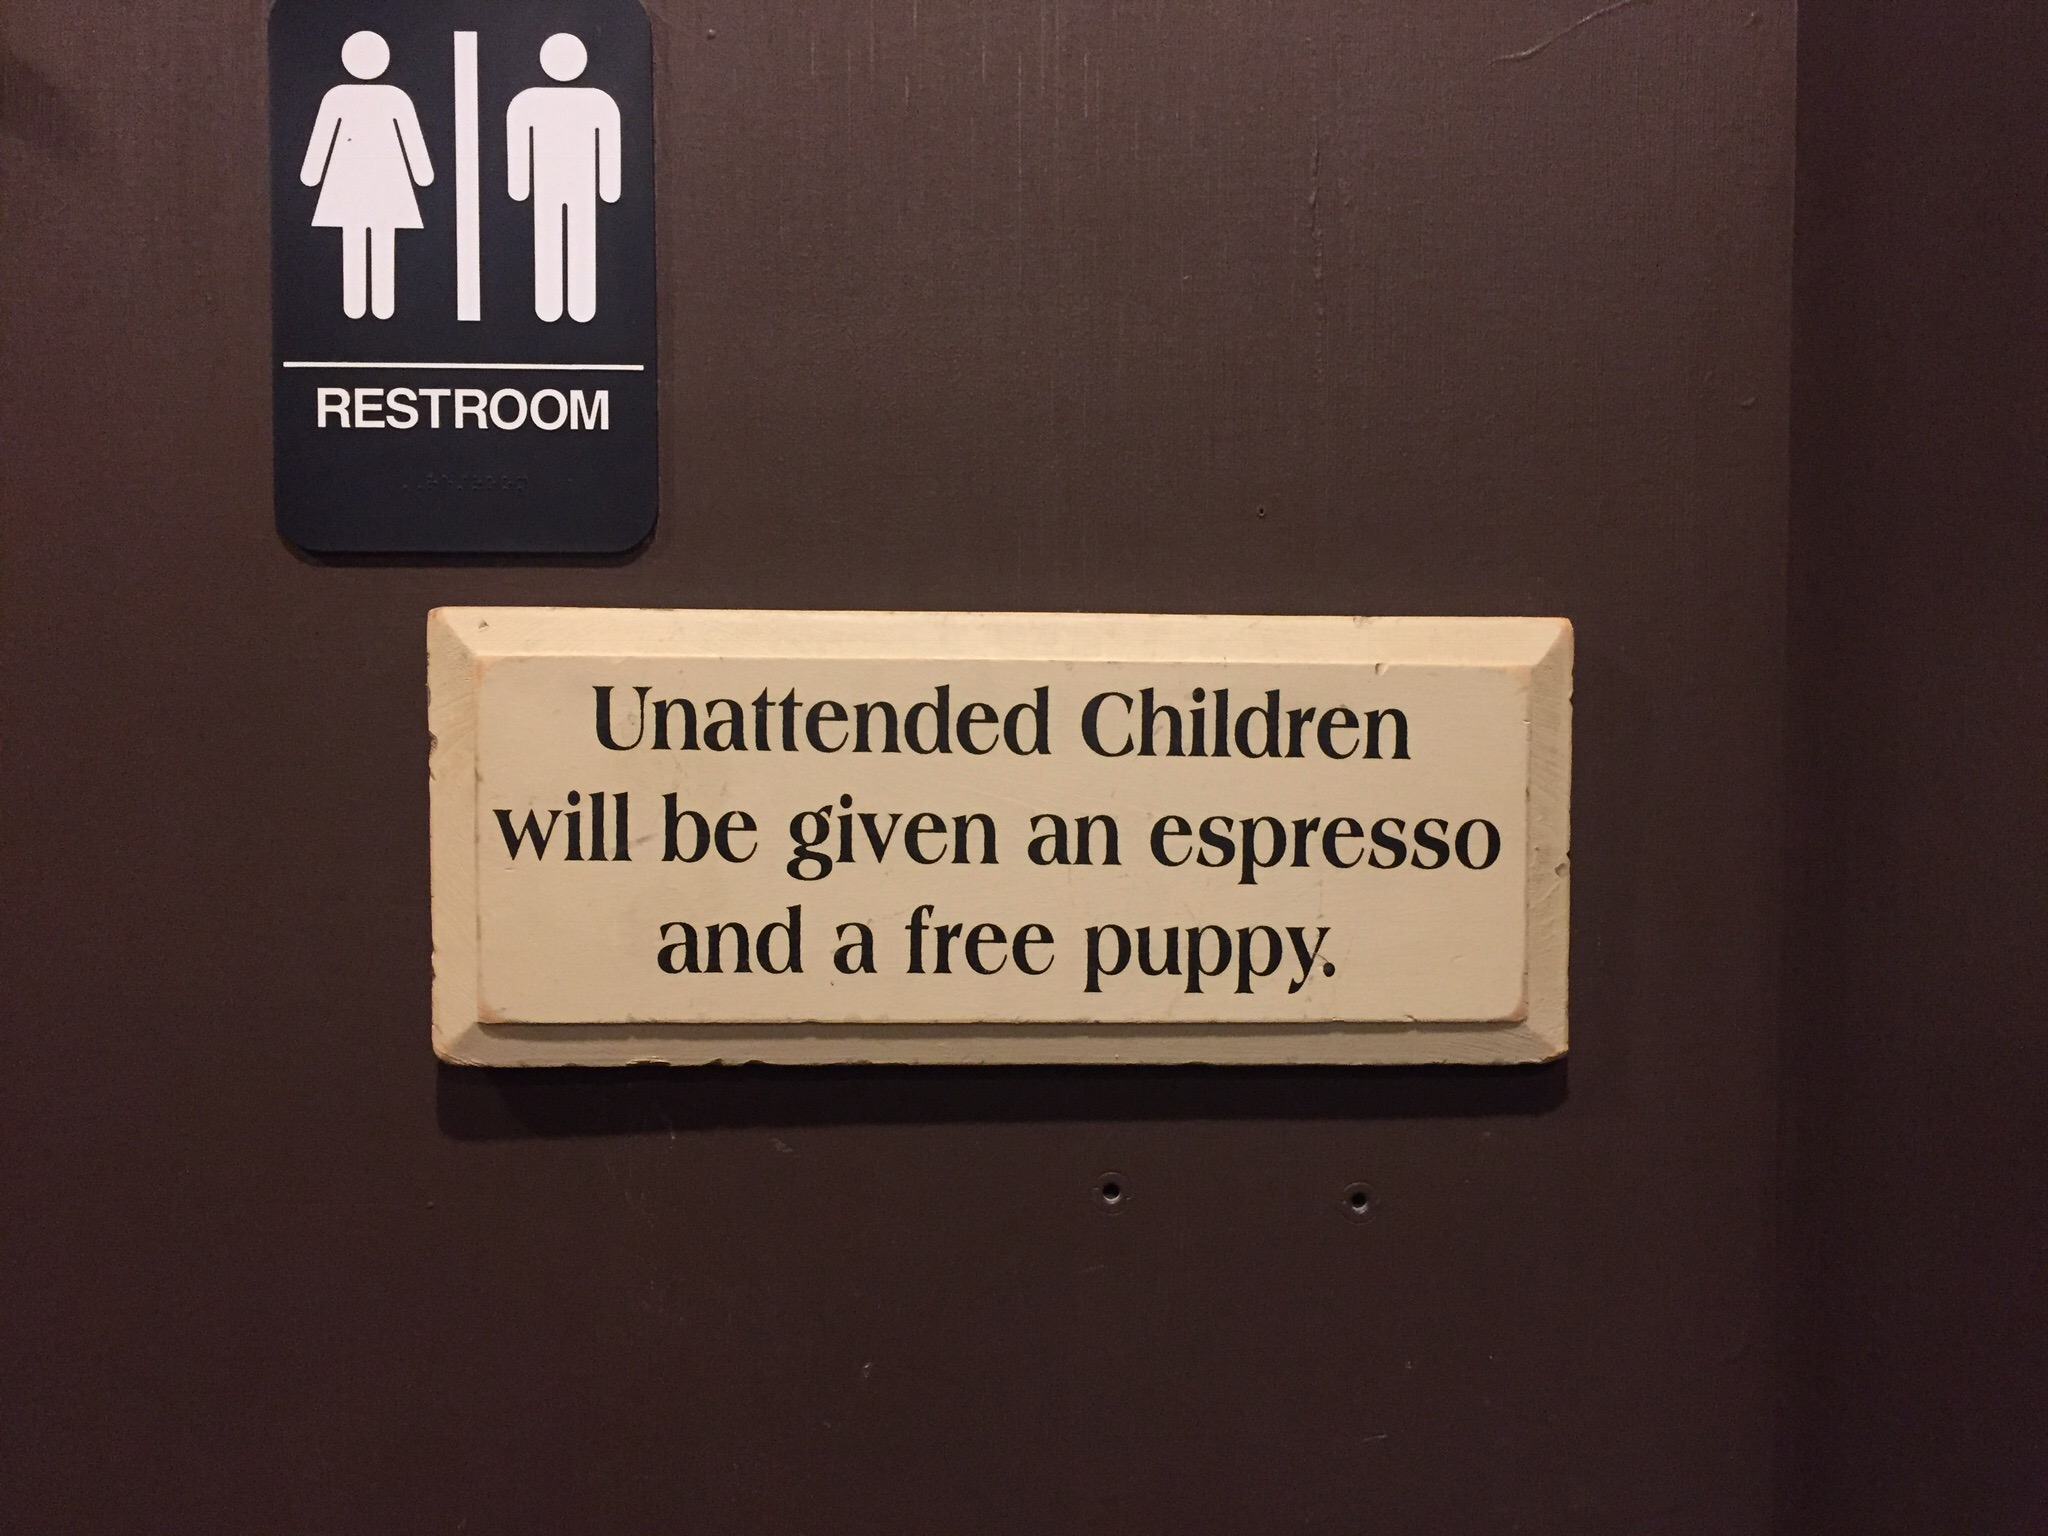 RESTROOM
Unattended Children
will be given an espresso
and a free puppy.